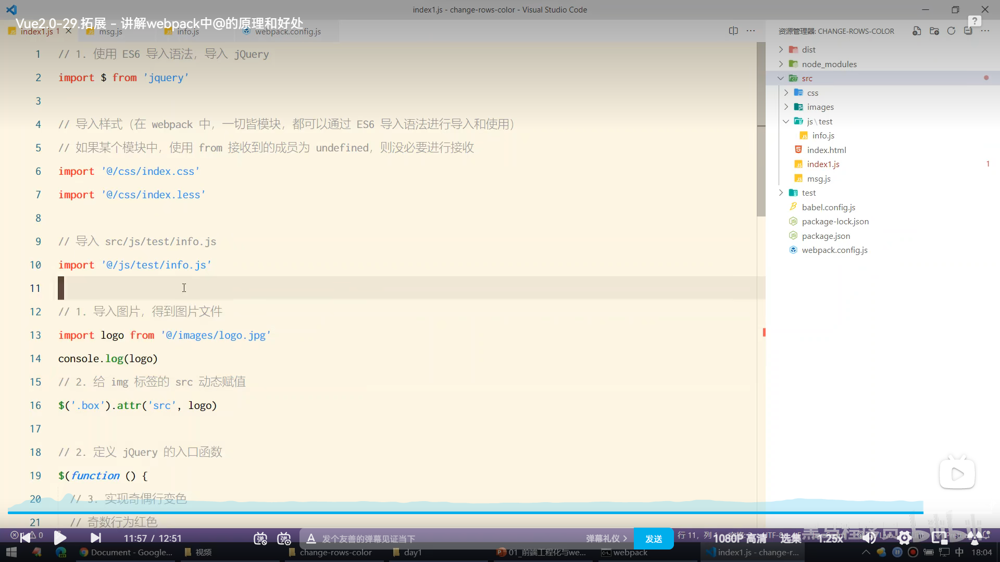 index1.js - change-rows-color - Visual Studio Code
Vue2.0-29.拓展 - 讲解webpack中@的原理和好处
index1.js 1
msg.js
info.js
webpack.config.js
1 // 1. 使用 ES6 导入语法，导入 jQuery
2 import $ from 'jquery'
3
4 // 导入样式（在 webpack 中，一切皆模块，都可以通过 ES6 导入语法进行导入和使用）
5 // 如果某个模块中，使用 from 接收到的成员为 undefined，则没必要进行接收
6 import '@/css/index.css'
7 import '@/css/index.less'
8
9 // 导入 src/js/test/info.js
10 import '@/js/test/info.js'
11
12 // 1. 导入图片，得到图片文件
13 import logo from '@/images/logo.jpg'
14 console.log(logo)
15 // 2. 给 img 标签的 src 动态赋值
16 $('.box').attr('src', logo)
17
18 // 2. 定义 jQuery 的入口函数
19 $(function () {
20 // 3. 实现奇偶行变色
21 // 奇数行为红色
资源管理器: CHANGE-ROWS-COLOR
dist
node_modules
src
css
images
js\test
info.js
index.html
index1.js 1
msg.js
test
babel.config.js
package-lock.json
package.json
webpack.config.js
11:57 / 12:51
发个友善的弹幕见证当下
弹幕礼仪 >
发送
行 11，列 1
1080P 高清
选集
1.25x
Document - Google...
视频
change-rows-color
day1
01_前端工程化与we...
webpack
index1.js - change-r...
中
18:04